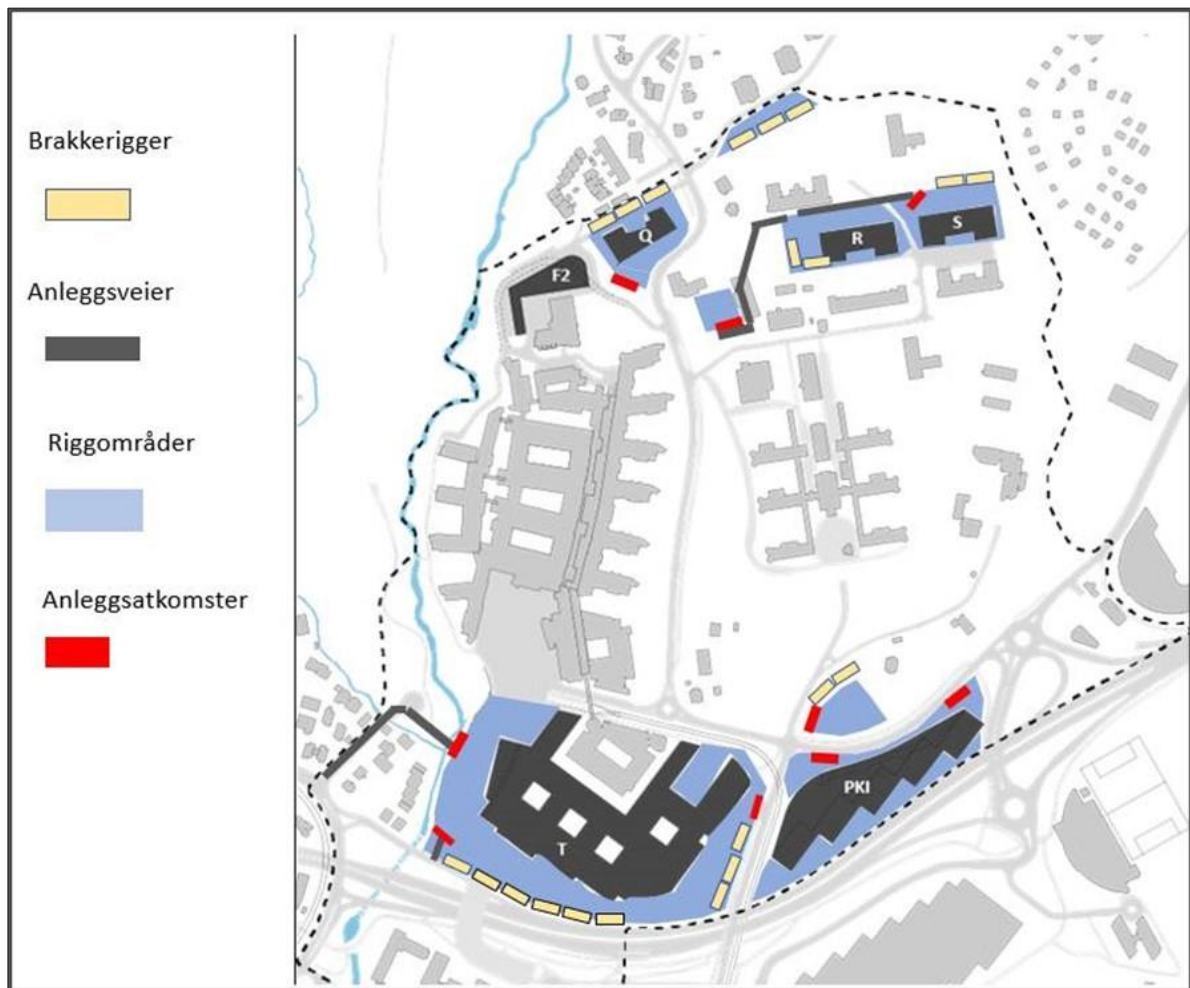 Brakkerigger
Anleggsveier
Riggområder
Anleggsatkomster
Q
R
S
F2
PKI
T